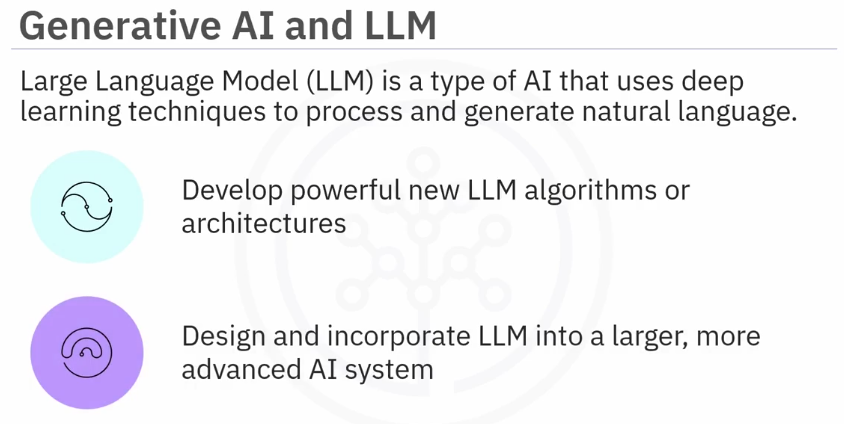 Generative AI and LLM
Large Language Model (LLM) is a type of AI that uses deep
learning techniques to process and generate natural language.
Develop powerful new LLM algorithms or
architectures
Design and incorporate LLM into a larger, more
advanced AI system